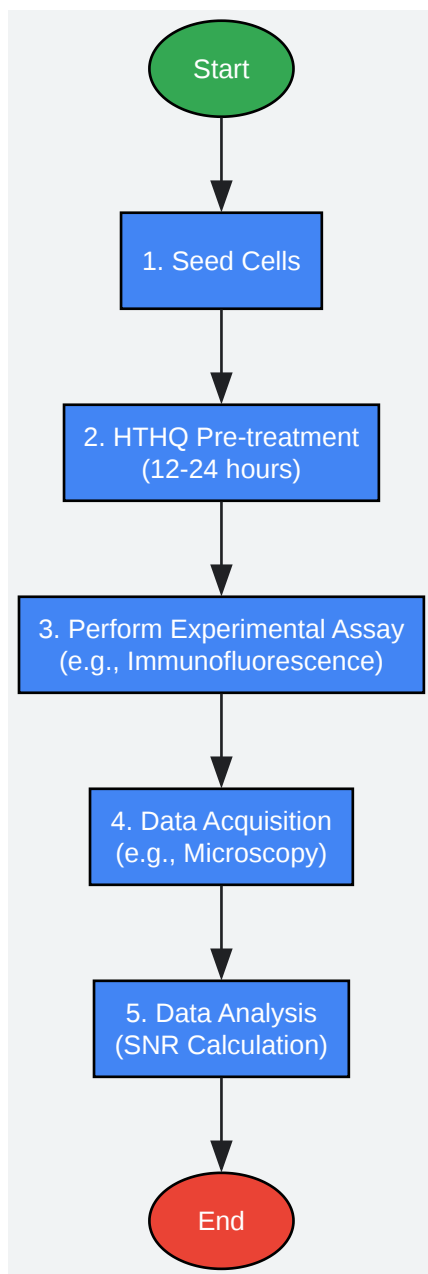 Start
1. Seed Cells
2. HTHQ Pre-treatment
(12-24 hours)
3. Perform Experimental Assay
(e.g., Immunofluorescence)
4. Data Acquisition
(e.g., Microscopy)
5. Data Analysis
(SNR Calculation)
End